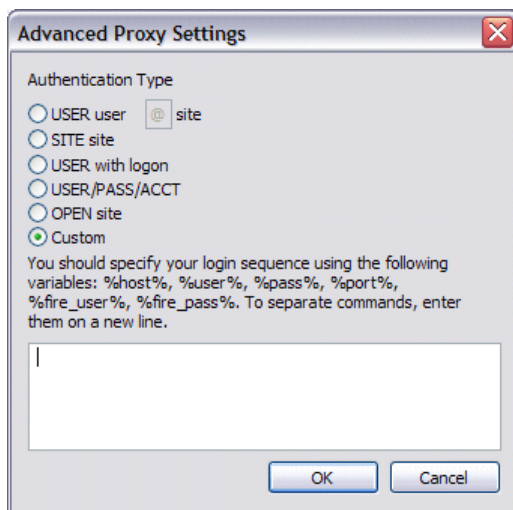 Advanced Proxy Settings
Authentication Type
USER user @ site
SITE site
USER with logon
USER/PASS/ACCT
OPEN site
Custom
You should specify your login sequence using the following
variables: %host%, %user%, %pass%, %port%,
%fire_user%, %fire_pass%. To separate commands, enter
them on a new line.
OK Cancel